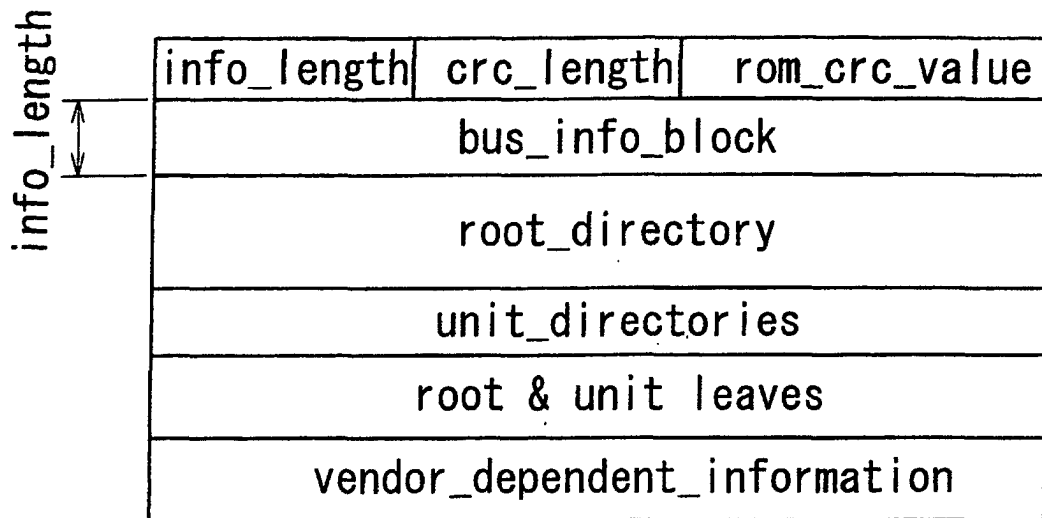 info_length
info_length crc_length rom_crc_value
bus_info_block
root_directory
unit_directories
root & unit leaves
vendor_dependent_information